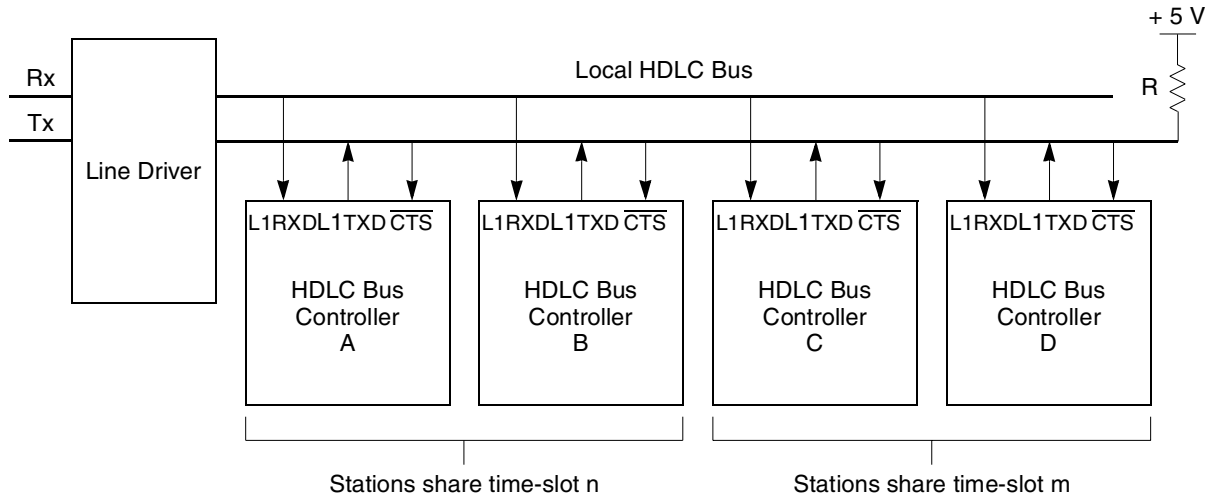 + 5 V
Rx
Local HDLC Bus
R
Tx
Line Driver
L1RXD L1TXD CTS
L1RXD L1TXD CTS
L1RXD L1TXD CTS
L1RXD L1TXD CTS
HDLC Bus
Controller
A
HDLC Bus
Controller
B
HDLC Bus
Controller
C
HDLC Bus
Controller
D
Stations share time-slot n
Stations share time-slot m